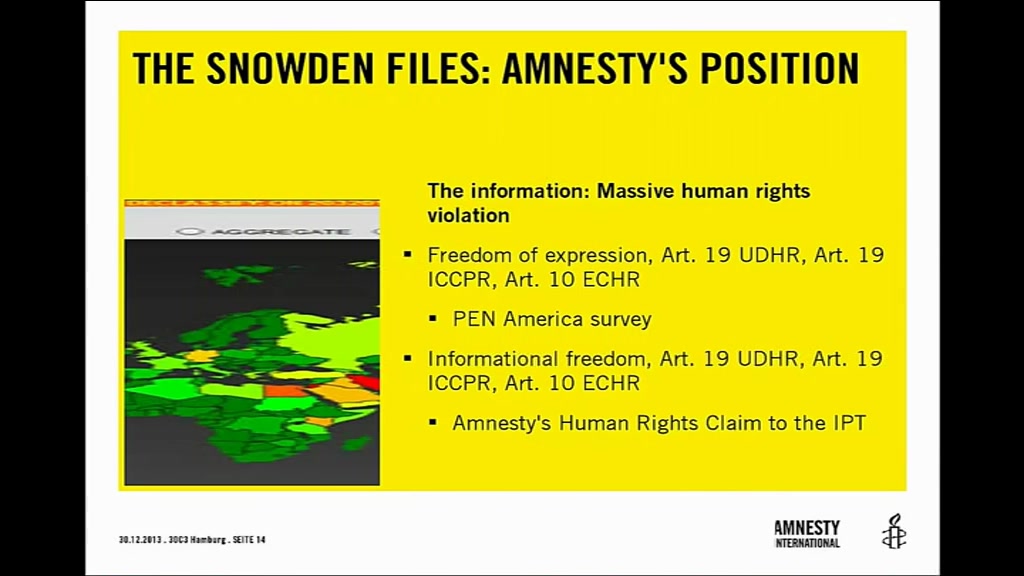 THE SNOWDEN FILES: AMNESTY'S POSITION
The information: Massive human rights
violation
▪ Freedom of expression, Art. 19 UDHR, Art. 19
ICCPR, Art. 10 ECHR
▪ PEN America survey
▪ Informational freedom, Art. 19 UDHR, Art. 19
ICCPR, Art. 10 ECHR
▪ Amnesty's Human Rights Claim to the IPT
AGGREGATE
30.12.2013 . 30C3 Hamburg . SEITE 14
AMNESTY
INTERNATIONAL